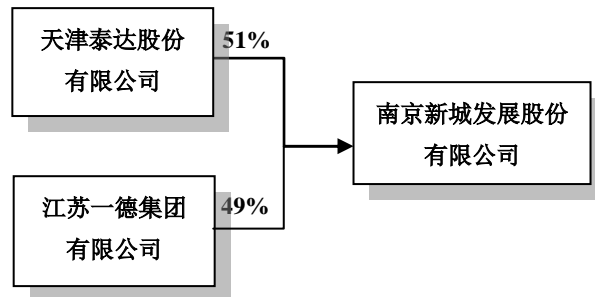 天津泰达股份
有限公司
51%
南京新城发展股份
有限公司
江苏一德集团
有限公司
49%